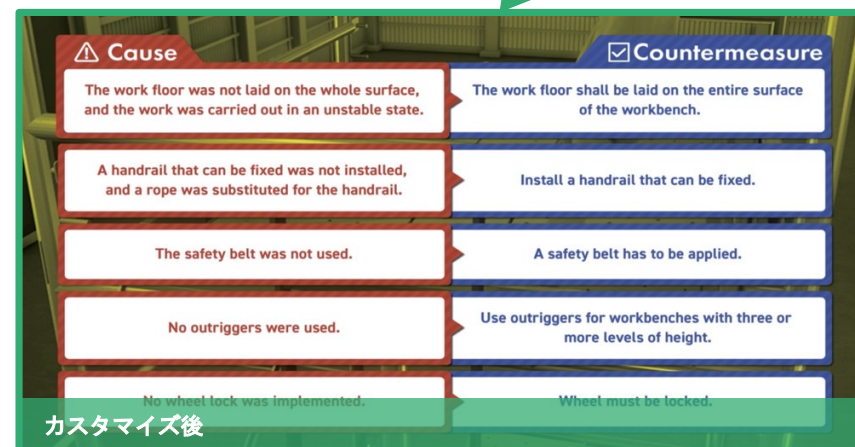 Cause
Countermeasure
The work floor was not laid on the whole surface,
and the work was carried out in an unstable state.
The work floor shall be laid on the entire surface
of the workbench.
A handrail that can be fixed was not installed,
and a rope was substituted for the handrail.
Install a handrail that can be fixed.
The safety belt was not used.
A safety belt has to be applied.
No outriggers were used.
Use outriggers for workbenches with three or
more levels of height.
No wheel lock was implemented.
Wheel must be locked.
カスタマイズ後